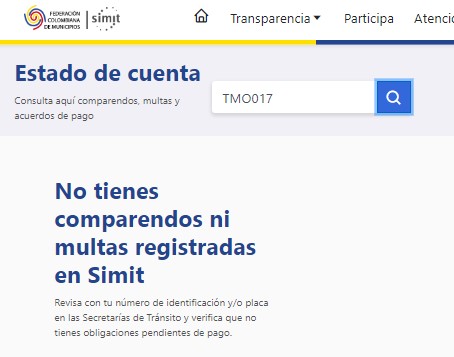 FEDERACIÓN
COLOMBIANA
DE MUNICIPIOS
simit
Transparencia
Participa
Atenció
Estado de cuenta
Consulta aquí comparendos, multas y
acuerdos de pago
TMO017
No tienes
comparendos ni
multas registradas
en Simit
Revisa con tu número de identificación y/o placa
en las Secretarías de Tránsito y verifica que no
tienes obligaciones pendientes de pago.